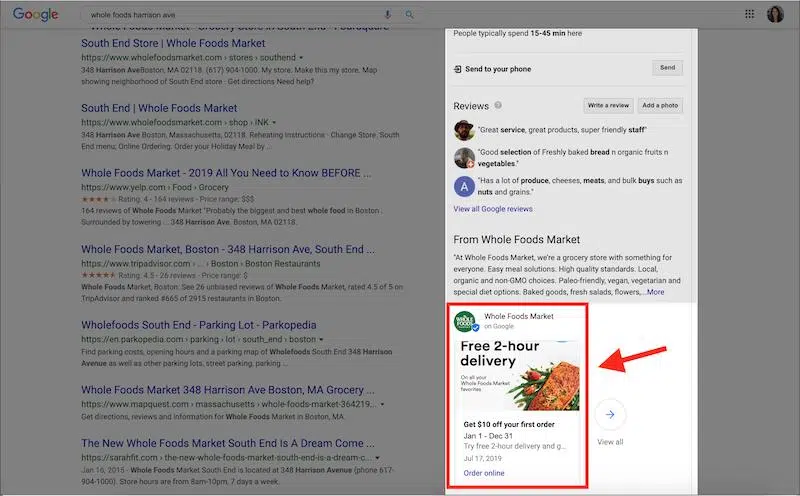 Google
whole foods harrison ave
South End Store | Whole Foods Market
https://www.wholefoodsmarket.com › stores › southend
348 Harrison AveBoston, MA 02118. (617) 904-1000. My store. Make this my store. Map
showing neighborhood of South End store · Get directions Need help?
South End | Whole Foods Market
https://www.wholefoodsmarket.com › shop › INK
348 Harrison Ave Boston, Massachusetts, 02118. Reheating Instructions · Change Store, South
End menu; Online Ordering. Order your Holiday Meal by ...
Whole Foods Market - 2019 All You Need to Know BEFORE ...
https://www.yelp.com › Food › Grocery
Rating: 4 - 164 reviews - Price range: $$$
164 reviews of Whole Foods Market "Probably the biggest and best whole food in Boston .
Surrounded by towering ... 348 Harrison Ave. Boston, MA 02118.
Whole Foods Market, Boston - 348 Harrison Ave, South End ...
https://www.tripadvisor.com › ... › Boston › Boston Restaurants
Rating: 4.5 - 26 reviews - Price range: $
Whole Foods Market, Boston: See 26 unbiased reviews of Whole Foods Market, rated 4.5 of 5 on
TripAdvisor and ranked #665 of 2915 restaurants in Boston.
Wholefoods South End - Parking Lot - Parkopedia
https://en.parkopedia.com › parking › lot › south_end › boston
Find parking costs, opening hours and a parking map of Wholefoods South End 348 Harrison
Avenue as well as other parking lots, street parking, parking ...
Whole Foods Market 348 Harrison Ave Boston, MA Grocery ...
https://www.mapquest.com › massachusetts › whole-foods-market-364219...
Get directions, reviews and information for Whole Foods Market in Boston, MA.
The New Whole Foods Market South End Is A Dream Come ...
https://sarahfit.com › the-new-whole-foods-market-south-end-is-a-dream-c...
Jan 16, 2015 - Whole Foods Market South End is located at 348 Harrison Avenue (phone 617-
904-1000). Store hours are from 8am-10pm, 7 days a week.
People typically spend 15-45 min here
Send to your phone
Send
Reviews
Write a review
Add a photo
"Great service, great products, super friendly staff"
"Good selection of Freshly baked bread n organic fruits n
vegetables."
A
"Has a lot of produce, cheeses, meats, and bulk buys such as
nuts and grains."
View all Google reviews
From Whole Foods Market
"At Whole Foods Market, we're a grocery store with something for
everyone. Easy meal solutions. High quality standards. Local,
organic and non-GMO choices. Paleo-friendly, vegan, vegetarian and
special diet options. Baked goods, fresh salads, flowers,...More
WHOLE
FOODS
Whole Foods Market
on Google
Free 2-hour
delivery
On all your
Whole Foods Market
favorites
Get $10 off your first order
Jan 1 - Dec 31
Try free 2-hour delivery and g...
Jul 17, 2019
Order online
View all